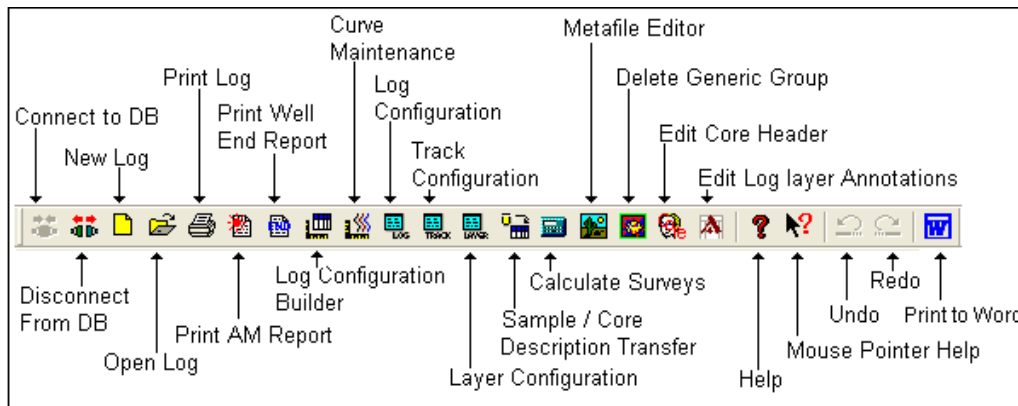 Curve
Maintenance
Metafile Editor
Print Log
Log
Configuration
Delete Generic Group
Connect to DB
Print Well
End Report
Edit Core Header
New Log
Track
Configuration
Edit Log layer Annotations
END
LOG
TRACK
LAYER
Disconnect
From DB
Log Configuration
Builder
Calculate Surveys
Redo
Print AM Report
Sample / Core
Description Transfer
Undo
Print to Word
Open Log
Layer Configuration
Help
Mouse Pointer Help
W